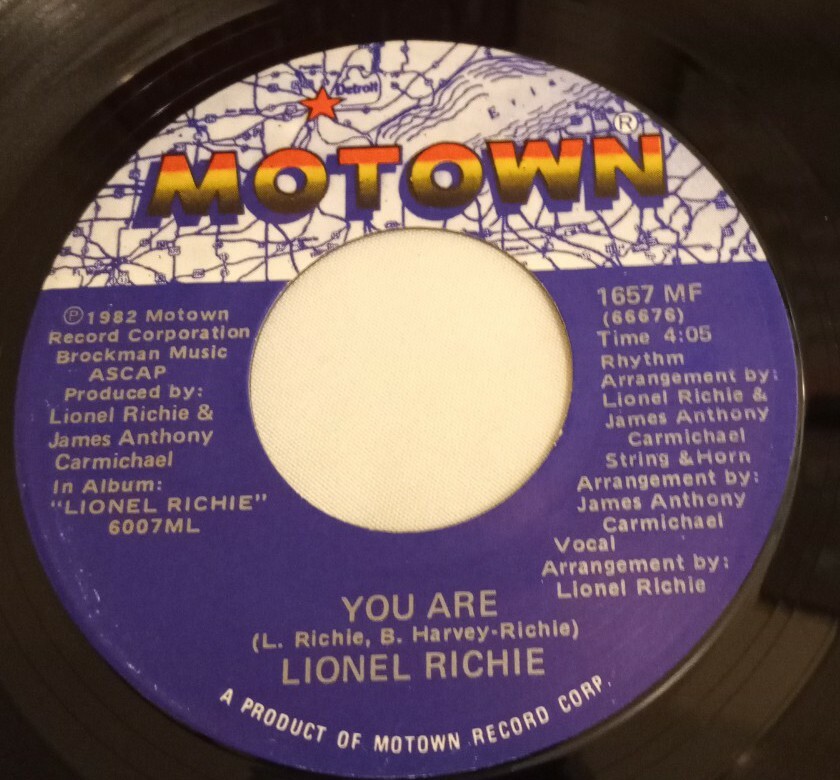 Detroit
Erie
MOTOWN®
℗1982 Motown
Record Corporation
Brockman Music
ASCAP
Produced by:
Lionel Richie &
James Anthony
Carmichael
In Album:
"LIONEL RICHIE"
6007ML
1657 MF
(66676)
Time 4:05
Rhythm
Arrangement by:
Lionel Richie &
James Anthony
Carmichael
String & Horn
Arrangement by:
James Anthony
Carmichael
Vocal
Arrangement by:
Lionel Richie
YOU ARE
(L. Richie, B. Harvey-Richie)
LIONEL RICHIE
A PRODUCT OF MOTOWN RECORD CORP.